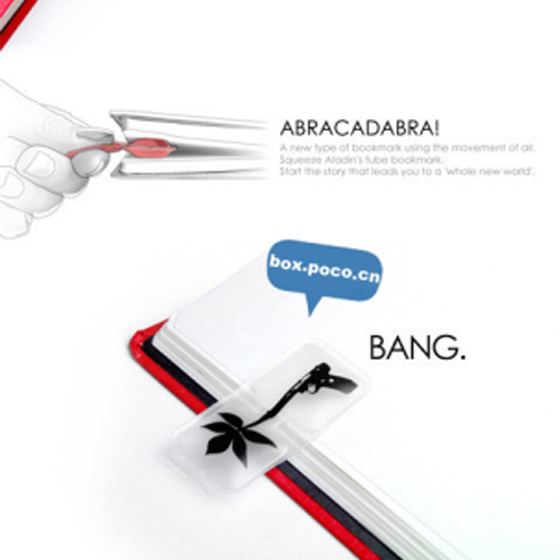 ABRACADABRA!
A new type of bookmark using the movement of air.
Squeeze Aladin's tube bookmark.
Start the story that leads you to a 'whole new world'.
box.poco.cn
BANG.